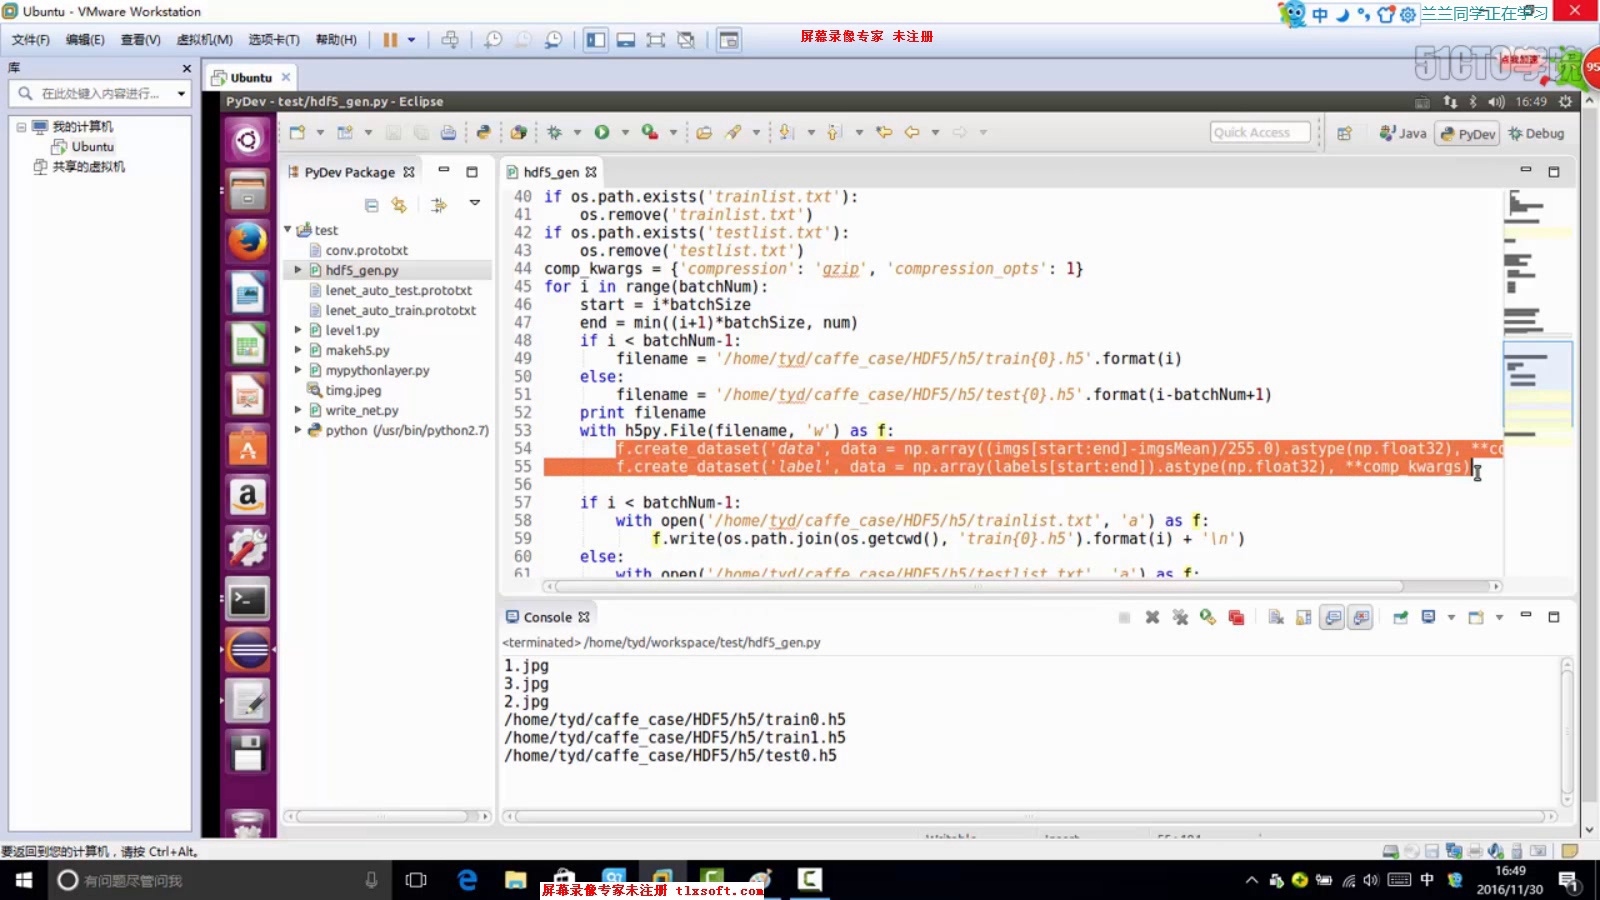 Ubuntu - VMware Workstation
中
兰兰同学正在学习
文件(F) 编辑(E) 查看(V) 虚拟机(M) 选项卡(T) 帮助(H)
屏幕录像专家 未注册
51CTO学院
点我加速
95
库
在此处键入内容进行...
我的计算机
Ubuntu
共享的虚拟机
Ubuntu
PyDev - test/hdf5_gen.py - Eclipse
16:49
Quick Access
Java
PyDev
Debug
PyDev Package
test
conv.prototxt
hdf5_gen.py
lenet_auto_test.prototxt
lenet_auto_train.prototxt
level1.py
makeh5.py
mypythonlayer.py
timg.jpeg
write_net.py
python (/usr/bin/python2.7)
hdf5_gen
40 if os.path.exists('trainlist.txt'):
41 os.remove('trainlist.txt')
42 if os.path.exists('testlist.txt'):
43 os.remove('testlist.txt')
44 comp_kwargs = {'compression': 'gzip', 'compression_opts': 1}
45 for i in range(batchNum):
46 start = i*batchSize
47 end = min((i+1)*batchSize, num)
48 if i < batchNum-1:
49 filename = '/home/tyd/caffe_case/HDF5/h5/train{0}.h5'.format(i)
50 else:
51 filename = '/home/tyd/caffe_case/HDF5/h5/test{0}.h5'.format(i-batchNum+1)
52 print filename
53 with h5py.File(filename, 'w') as f:
54 f.create_dataset('data', data = np.array((imgs[start:end]-imgsMean)/255.0).astype(np.float32), **co
55 f.create_dataset('label', data = np.array(labels[start:end]).astype(np.float32), **comp_kwargs)
56
57 if i < batchNum-1:
58 with open('/home/tyd/caffe_case/HDF5/h5/trainlist.txt', 'a') as f:
59 f.write(os.path.join(os.getcwd(), 'train{0}.h5').format(i) + '\n')
60 else:
61 with open('/home/tyd/caffe_case/HDF5/h5/testlist.txt', 'a') as f:
Console
<terminated> /home/tyd/workspace/test/hdf5_gen.py
1.jpg
3.jpg
2.jpg
/home/tyd/caffe_case/HDF5/h5/train0.h5
/home/tyd/caffe_case/HDF5/h5/train1.h5
/home/tyd/caffe_case/HDF5/h5/test0.h5
要返回到您的计算机，请按 Ctrl+Alt。
有问题尽管问我
屏幕录像专家未注册 tlxsoft.com
中
16:49
2016/11/30
1